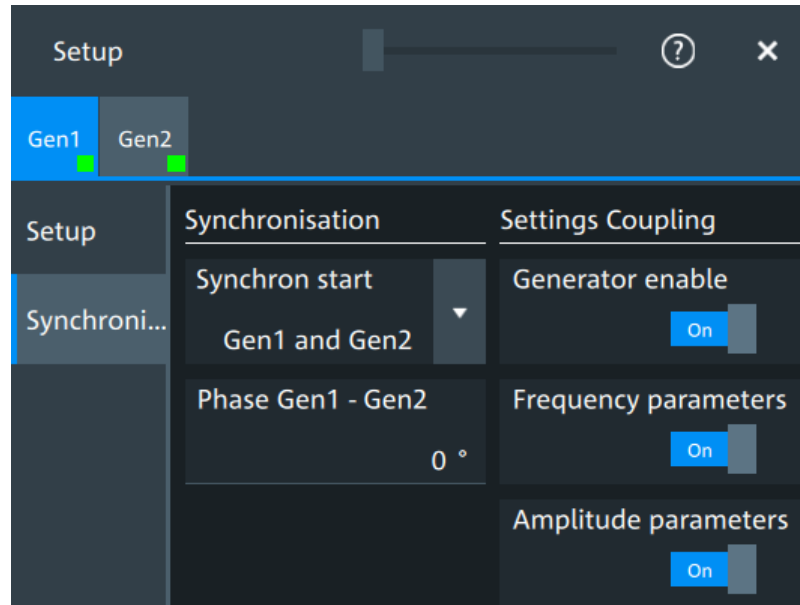 Setup
?
×
Gen1
Gen2
Setup
Synchroni...
Synchronisation
Synchron start
Gen1 and Gen2
Phase Gen1 - Gen2
0 °
Settings Coupling
Generator enable
On
Frequency parameters
On
Amplitude parameters
On